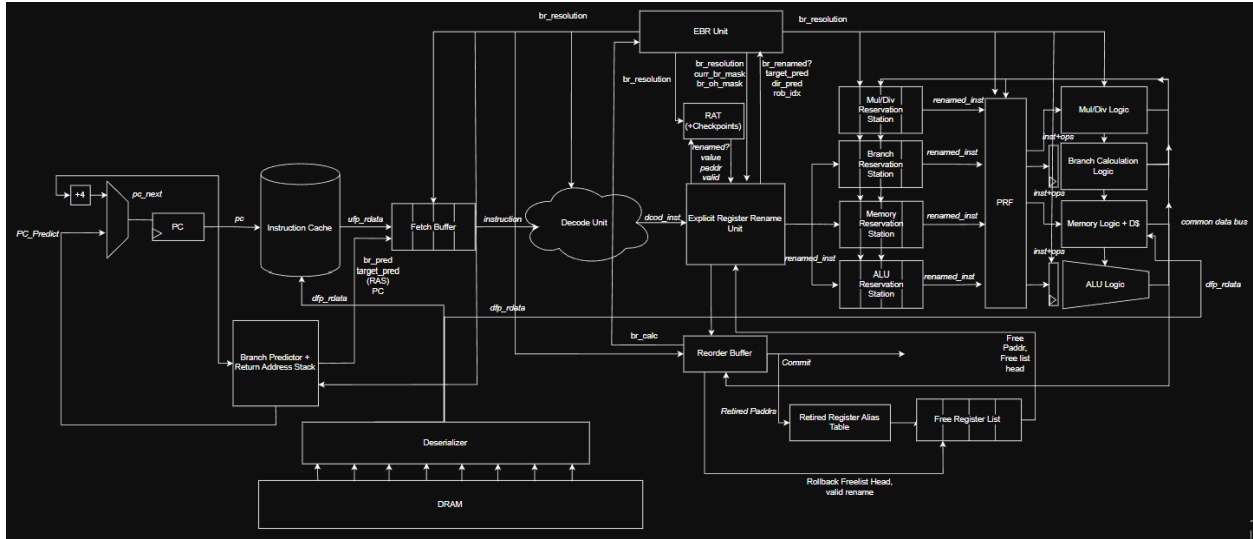 br_resolution
EBR Unit
br_resolution
br_resolution
br_resolution
curr_br_mask
br_oh_mask
br_renamed?
target_pred
dir_pred
rob_idx
RAT
(+Checkpoints)
renamed?
value
paddr
valid
Mul/Div
Reservation
Station
renamed_inst
Branch
Reservation
Station
renamed_inst
Memory
Reservation
Station
renamed_inst
ALU
Reservation
Station
renamed_inst
renamed_inst
PRF
inst+ops
inst+ops
inst+ops
Mul/Div Logic
Branch Calculation
Logic
Memory Logic + D$
ALU Logic
common data bus
dfp_rdata
+4
pc_next
PC_Predict
PC
pc
Instruction Cache
ufp_rdata
Fetch Buffer
instruction
Decode Unit
dcod_inst
Explicit Register Rename
Unit
br_pred
target_pred
(RAS)
PC
dfp_rdata
dfp_rdata
Branch Predictor +
Return Address Stack
br_calc
Reorder Buffer
Commit
Free
Paddr,
Free list
head
Retired Paddrs
Retired Register Alias
Table
Free Register List
Rollback Freelist Head,
valid rename
Deserializer
DRAM